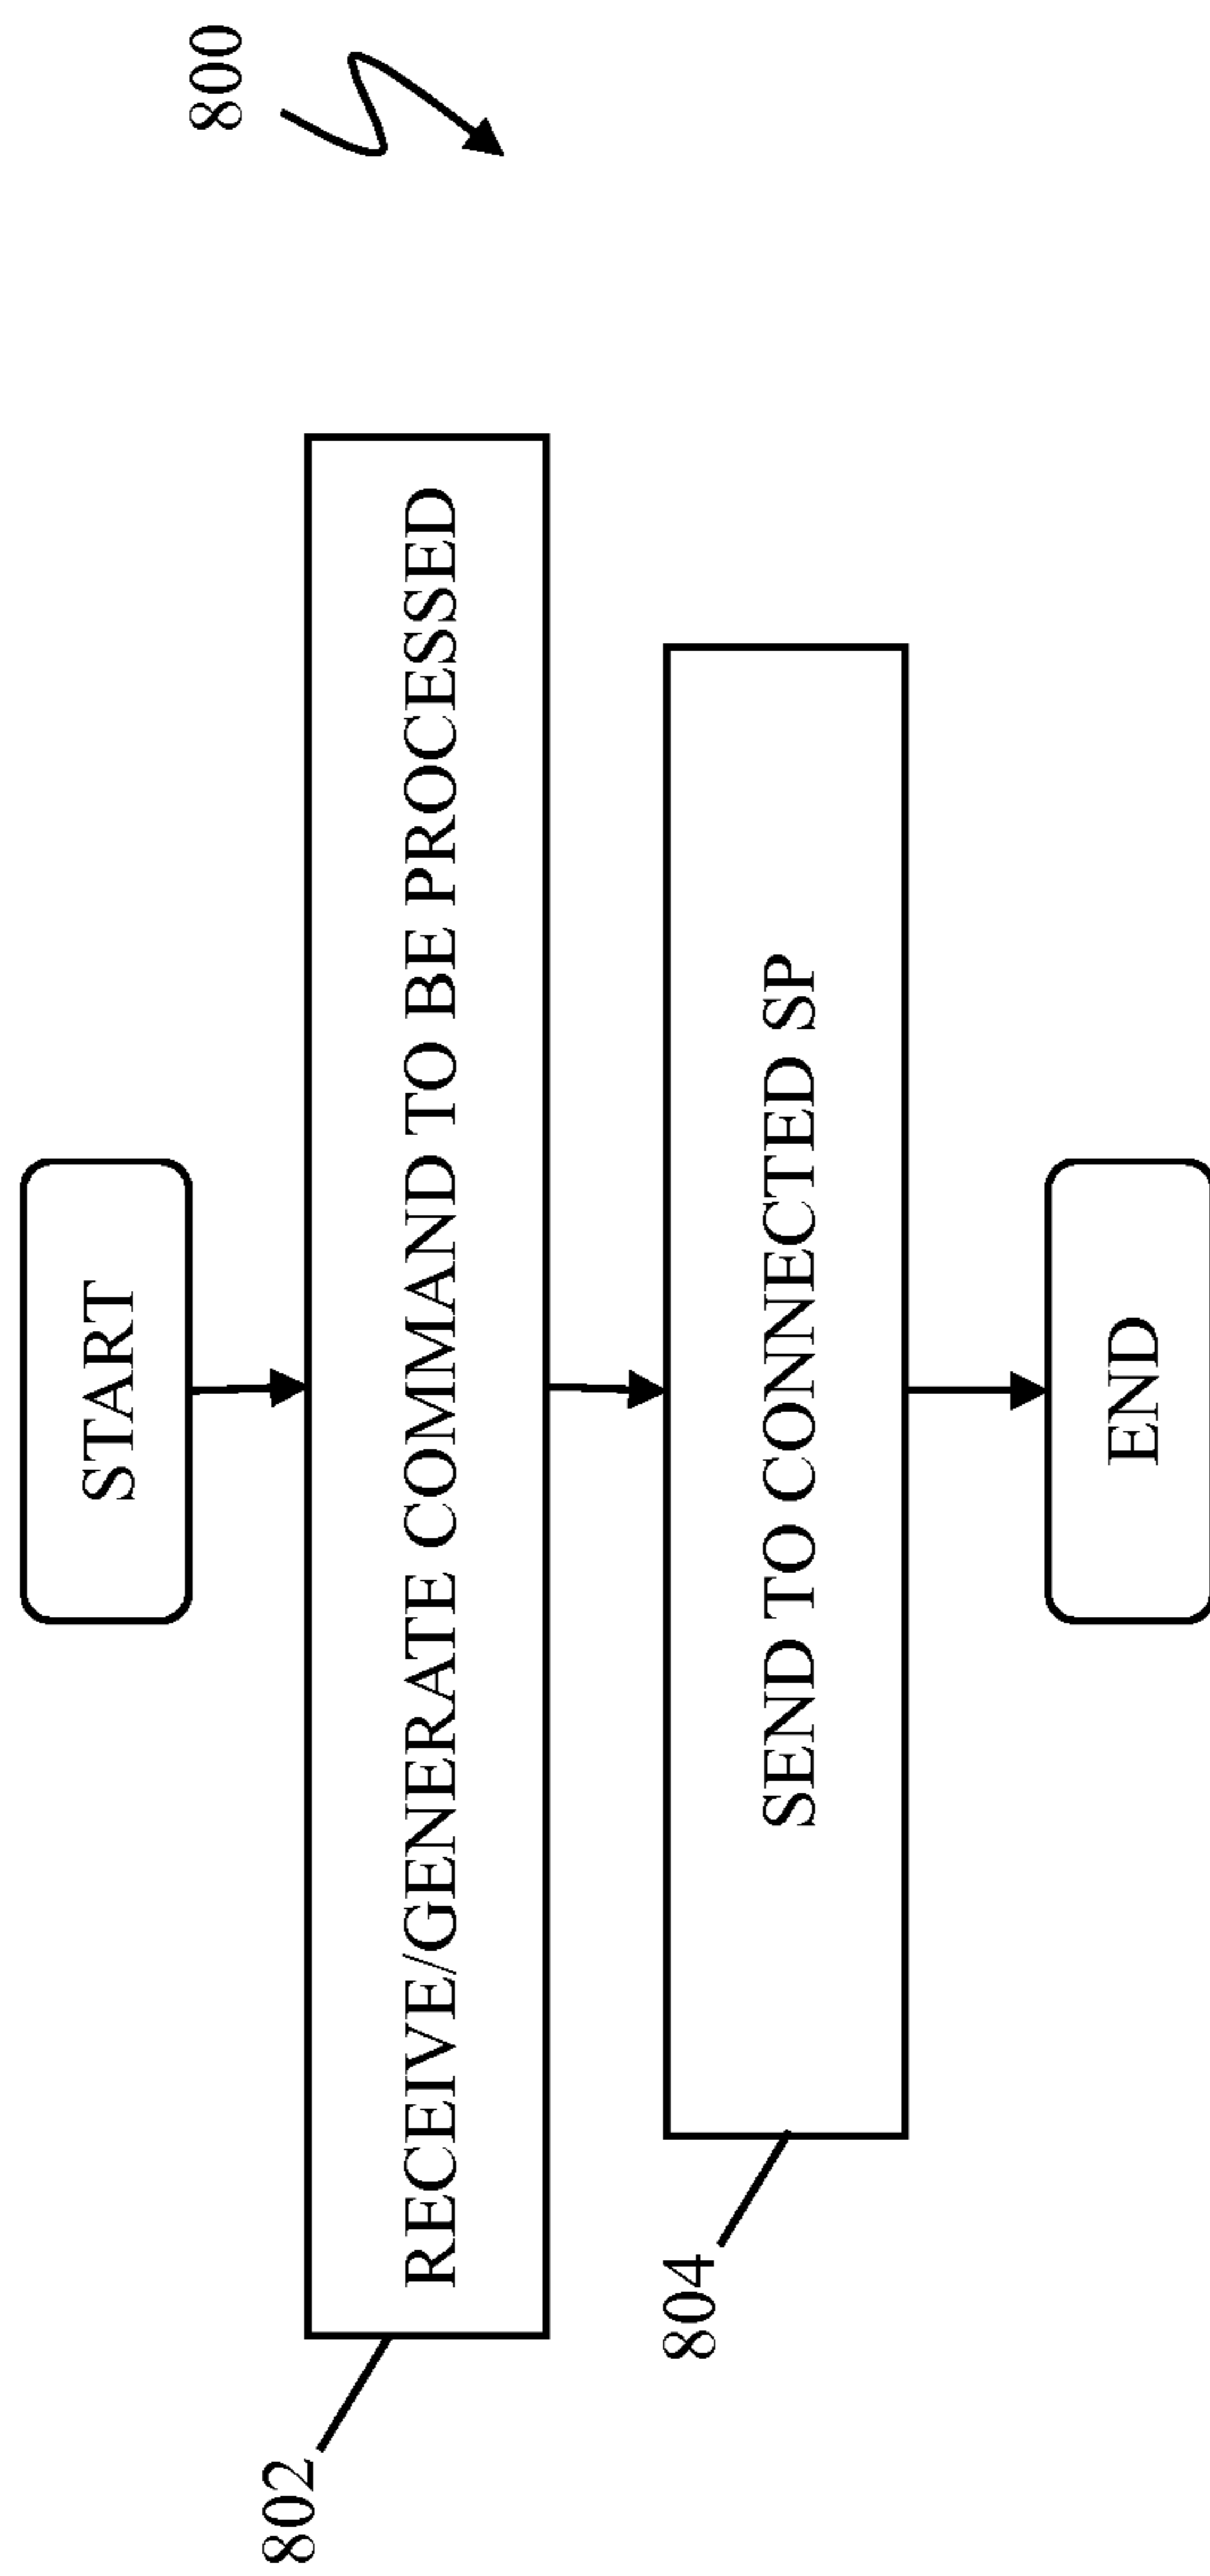 800
START
802
RECEIVE/GENERATE COMMAND TO BE PROCESSED
804
SEND TO CONNECTED SP
END